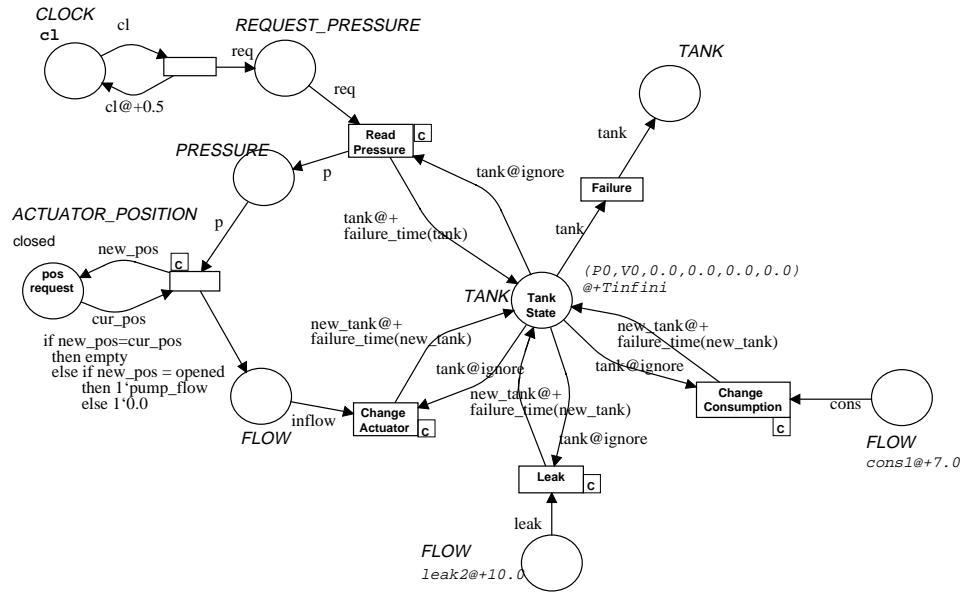 CLOCK
cl
cl
cl@+0.5
req
REQUEST_PRESSURE
req
Read
Pressure
C
PRESSURE
p
tank@+
failure_time(tank)
tank@ignore
TANK
tank
Failure
tank
ACTUATOR_POSITION
closed
p
new_pos
C
pos
request
cur_pos
if new_pos=cur_pos
then empty
else if new_pos = opened
then 1‘pump_flow
else 1‘0.0
TANK
Tank
State
(P0,V0,0.0,0.0,0.0,0.0)
@+Tinfini
new_tank@+
failure_time(new_tank)
tank@ignore
FLOW
inflow
Change
Actuator
C
new_tank@+
failure_time(new_tank)
tank@ignore
new_tank@+
failure_time(new_tank)
tank@ignore
Change
Consumption
C
cons
FLOW
cons1@+7.0
Leak
C
leak
FLOW
leak2@+10.0